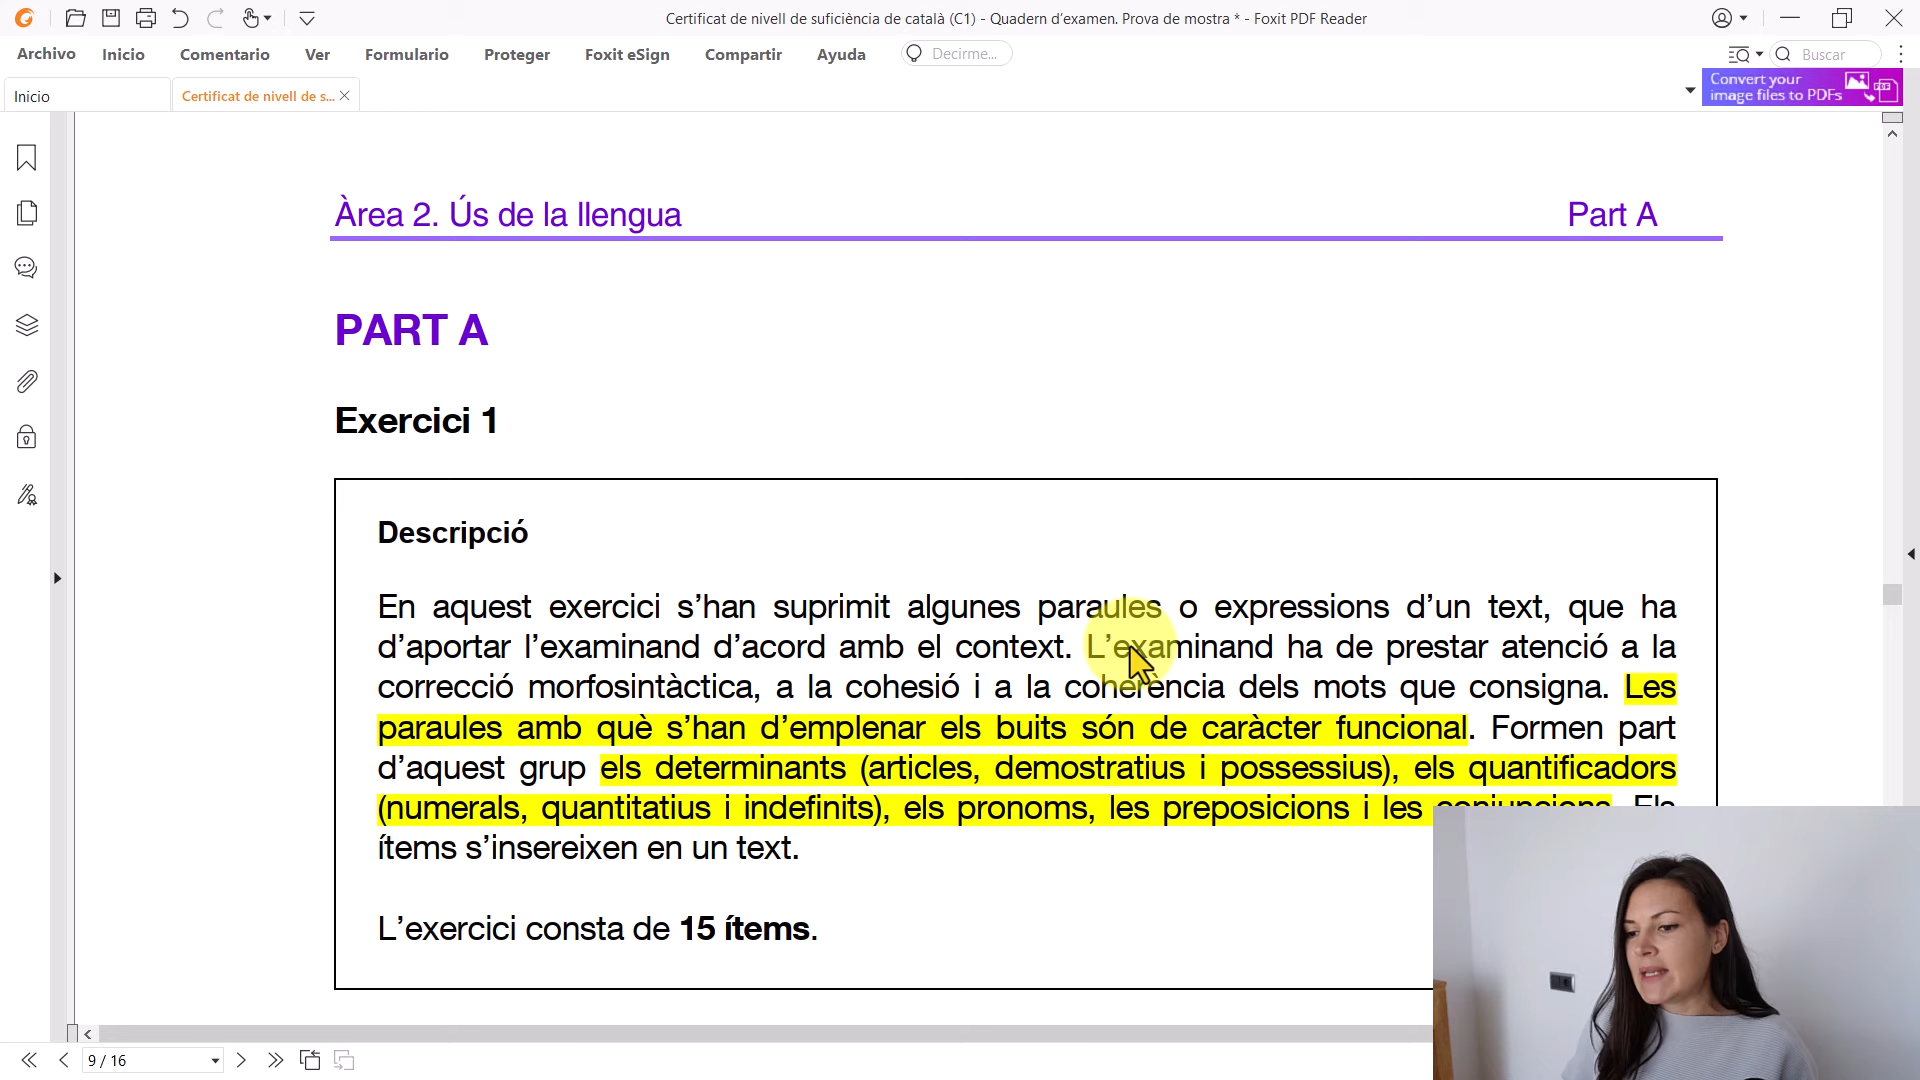 Certificat de nivell de suficiència de català (C1) - Quadern d'examen. Prova de mostra * - Foxit PDF Reader
Archivo Inicio Comentario Ver Formulario Proteger Foxit eSign Compartir Ayuda Decirme... Buscar
Inicio Certificat de nivell de s...
Convert your
image files to PDFs
PDF
Àrea 2. Ús de la llengua Part A
PART A
Exercici 1
Descripció
En aquest exercici s'han suprimit algunes paraules o expressions d'un text, que ha
d'aportar l'examinand d'acord amb el context. L'examinand ha de prestar atenció a la
correcció morfosintàctica, a la cohesió i a la coherència dels mots que consigna. Les
paraules amb què s'han d'emplenar els buits són de caràcter funcional. Formen part
d'aquest grup els determinants (articles, demostratius i possessius), els quantificadors
(numerals, quantitatius i indefinits), els pronoms, les preposicions i les conjuncions. Els
ítems s'insereixen en un text.
L'exercici consta de 15 ítems.
9 / 16